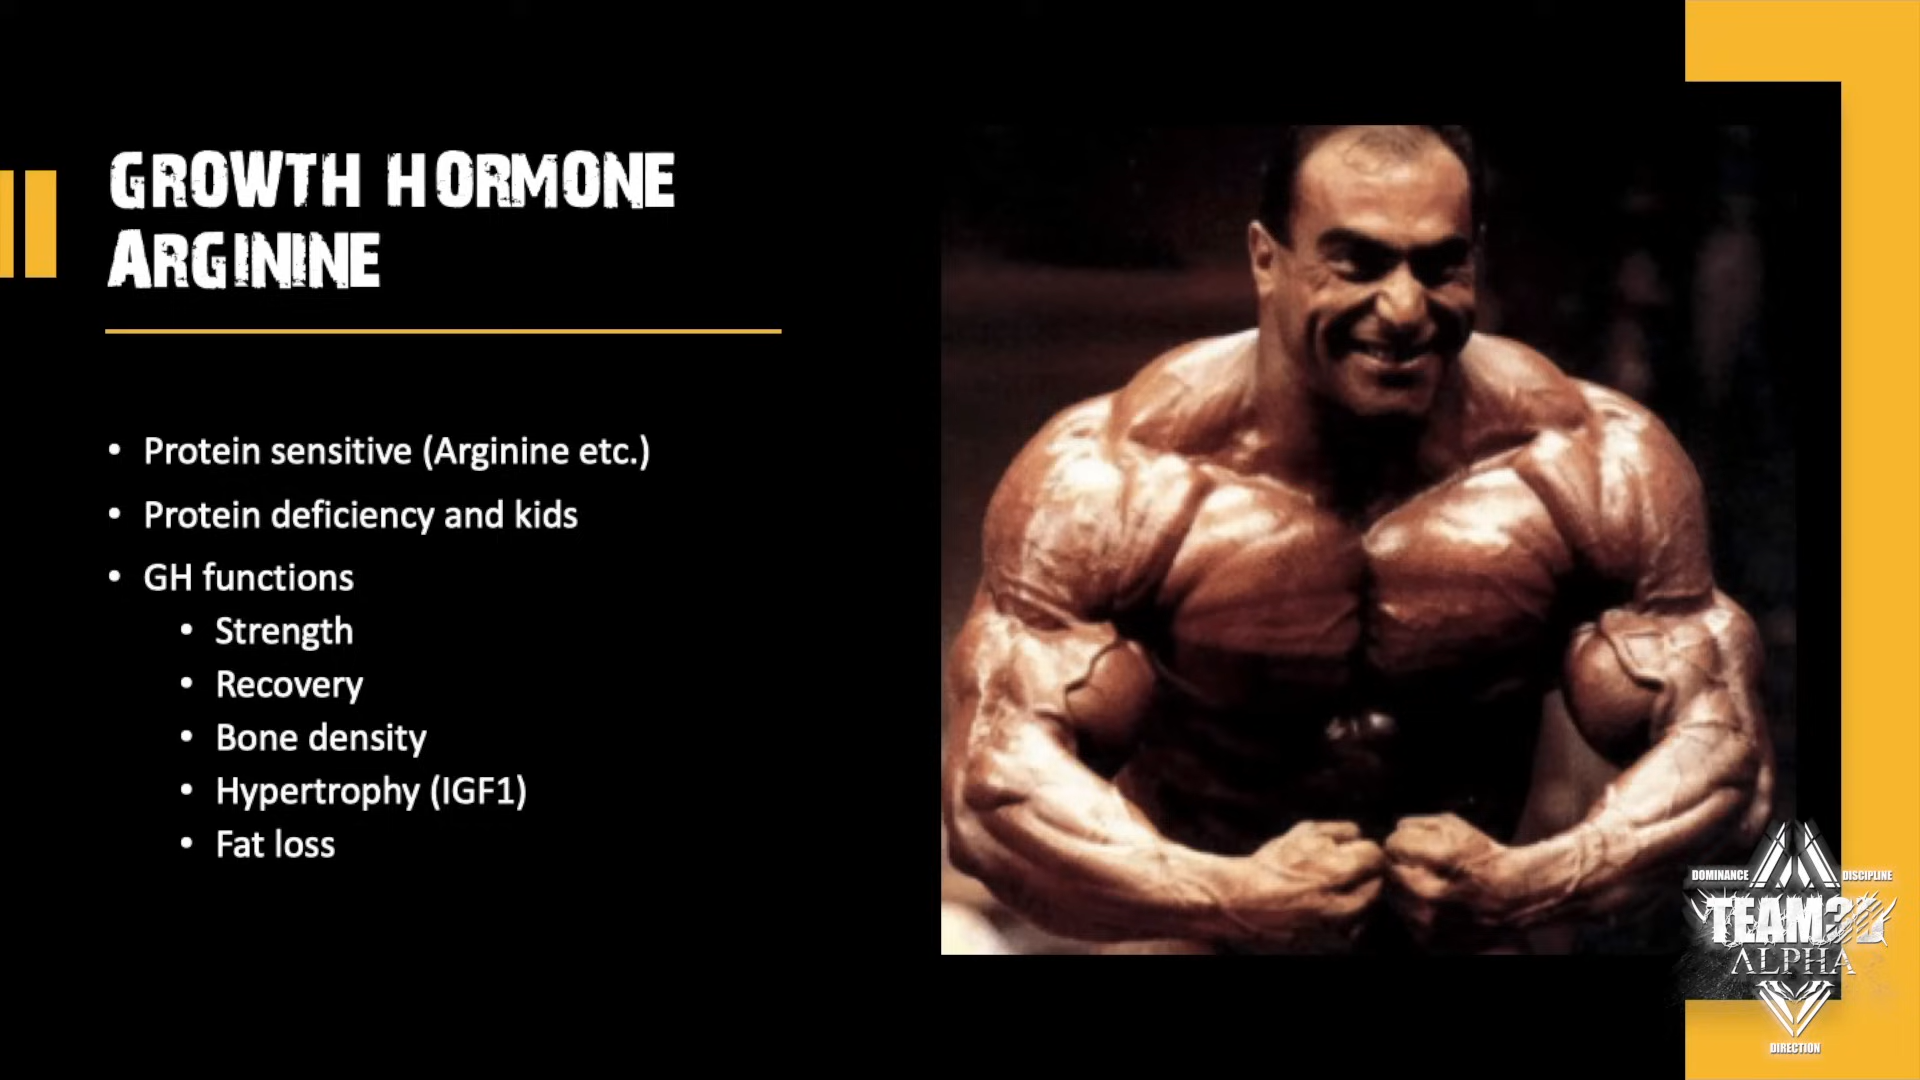 GROWTH HORMONE
ARGININE
• Protein sensitive (Arginine etc.)
• Protein deficiency and kids
• GH functions
• Strength
• Recovery
• Bone density
• Hypertrophy (IGF1)
• Fat loss
DOMINANCE DISCIPLINE
TEAM3D
ALPHA
DIRECTION